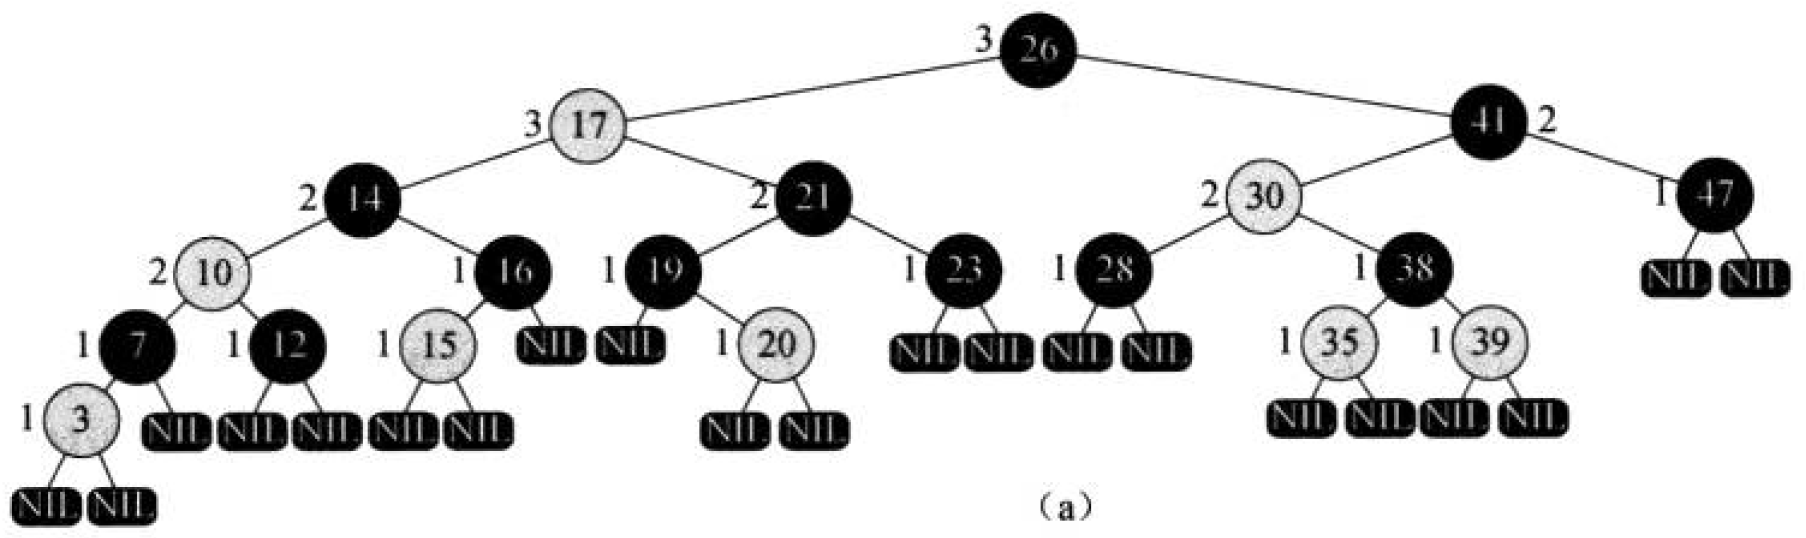 3 26
3 17 41 2
2 14 2 21 2 30 1 47
2 10 1 16 1 19 1 23 1 28 1 38 NIL NIL
1 7 1 12 1 15 NIL NIL 1 20 NIL NIL NIL NIL 1 35 1 39
1 3 NIL NIL NIL NIL NIL NIL NIL NIL NIL NIL NIL
NIL NIL
(a)